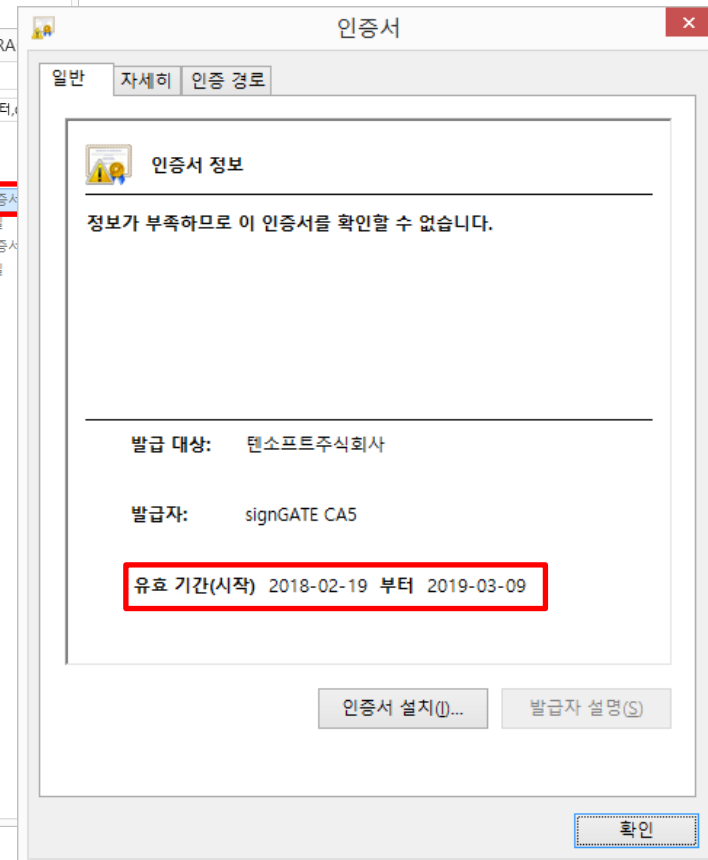 인증서
RA
일반
자세히
인증 경로
인증서 정보
정보가 부족하므로 이 인증서를 확인할 수 없습니다.
발급 대상: 텐소프트주식회사
발급자: signGATE CA5
유효 기간(시작) 2018-02-19 부터 2019-03-09
인증서 설치(I)...
발급자 설명(S)
확인